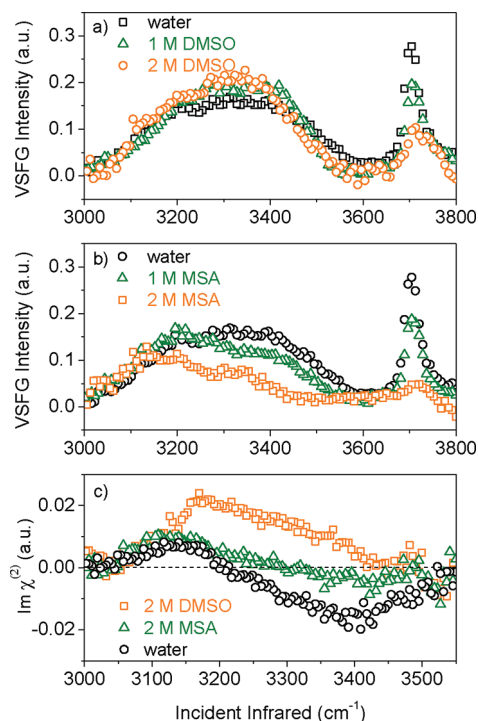 a)
water
1 M DMSO
2 M DMSO
VSFG Intensity (a.u.)
0.3
0.2
0.1
0.0
3000 3200 3400 3600 3800
b)
water
1 M MSA
2 M MSA
VSFG Intensity (a.u.)
0.3
0.2
0.1
0.0
3000 3200 3400 3600 3800
c)
Imχ(2) (a.u.)
0.02
0.00
-0.02
2 M DMSO
2 M MSA
water
3000 3100 3200 3300 3400 3500
Incident Infrared (cm-1)